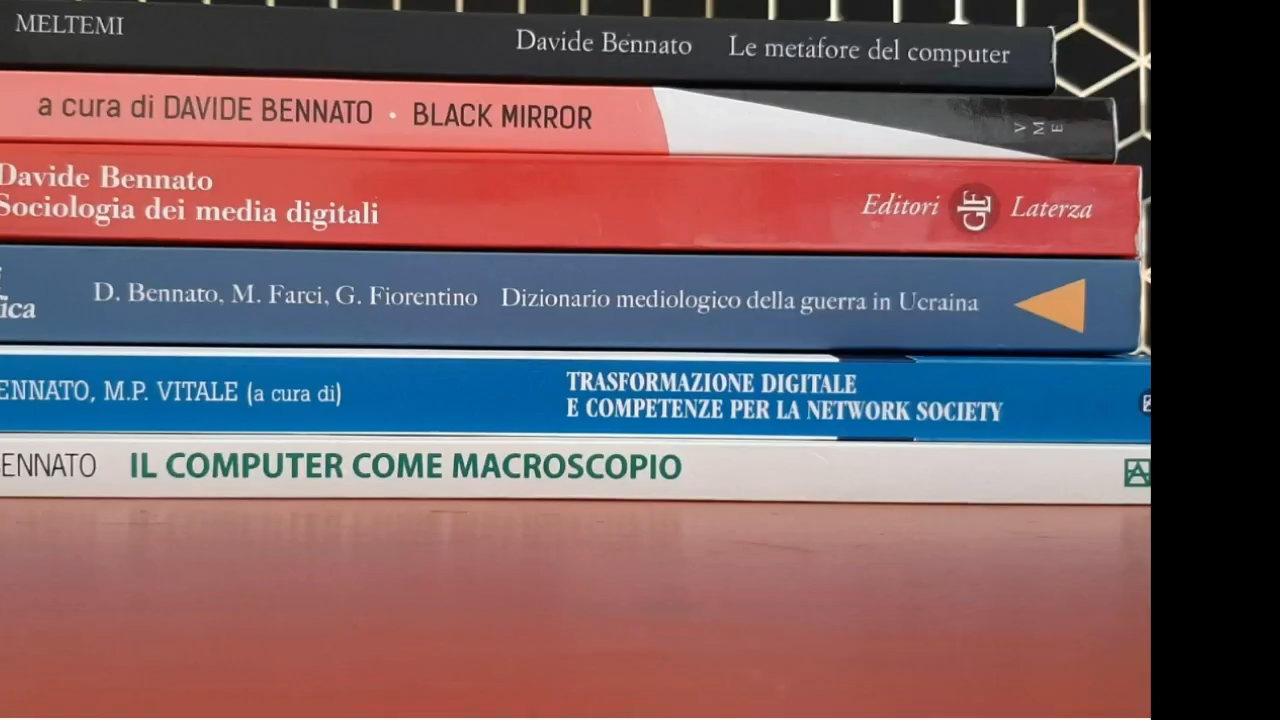 MELTEMI Davide Bennato Le metafore del computer
a cura di DAVIDE BENNATO · BLACK MIRROR VME
Davide Bennato
Sociologia dei media digitali
Editori GLF Laterza
D. Bennato, M. Farci, G. Fiorentino Dizionario mediologico della guerra in Ucraina
ica
ENNATO, M.P. VITALE (a cura di)
TRASFORMAZIONE DIGITALE
E COMPETENZE PER LA NETWORK SOCIETY
ENNATO IL COMPUTER COME MACROSCOPIO